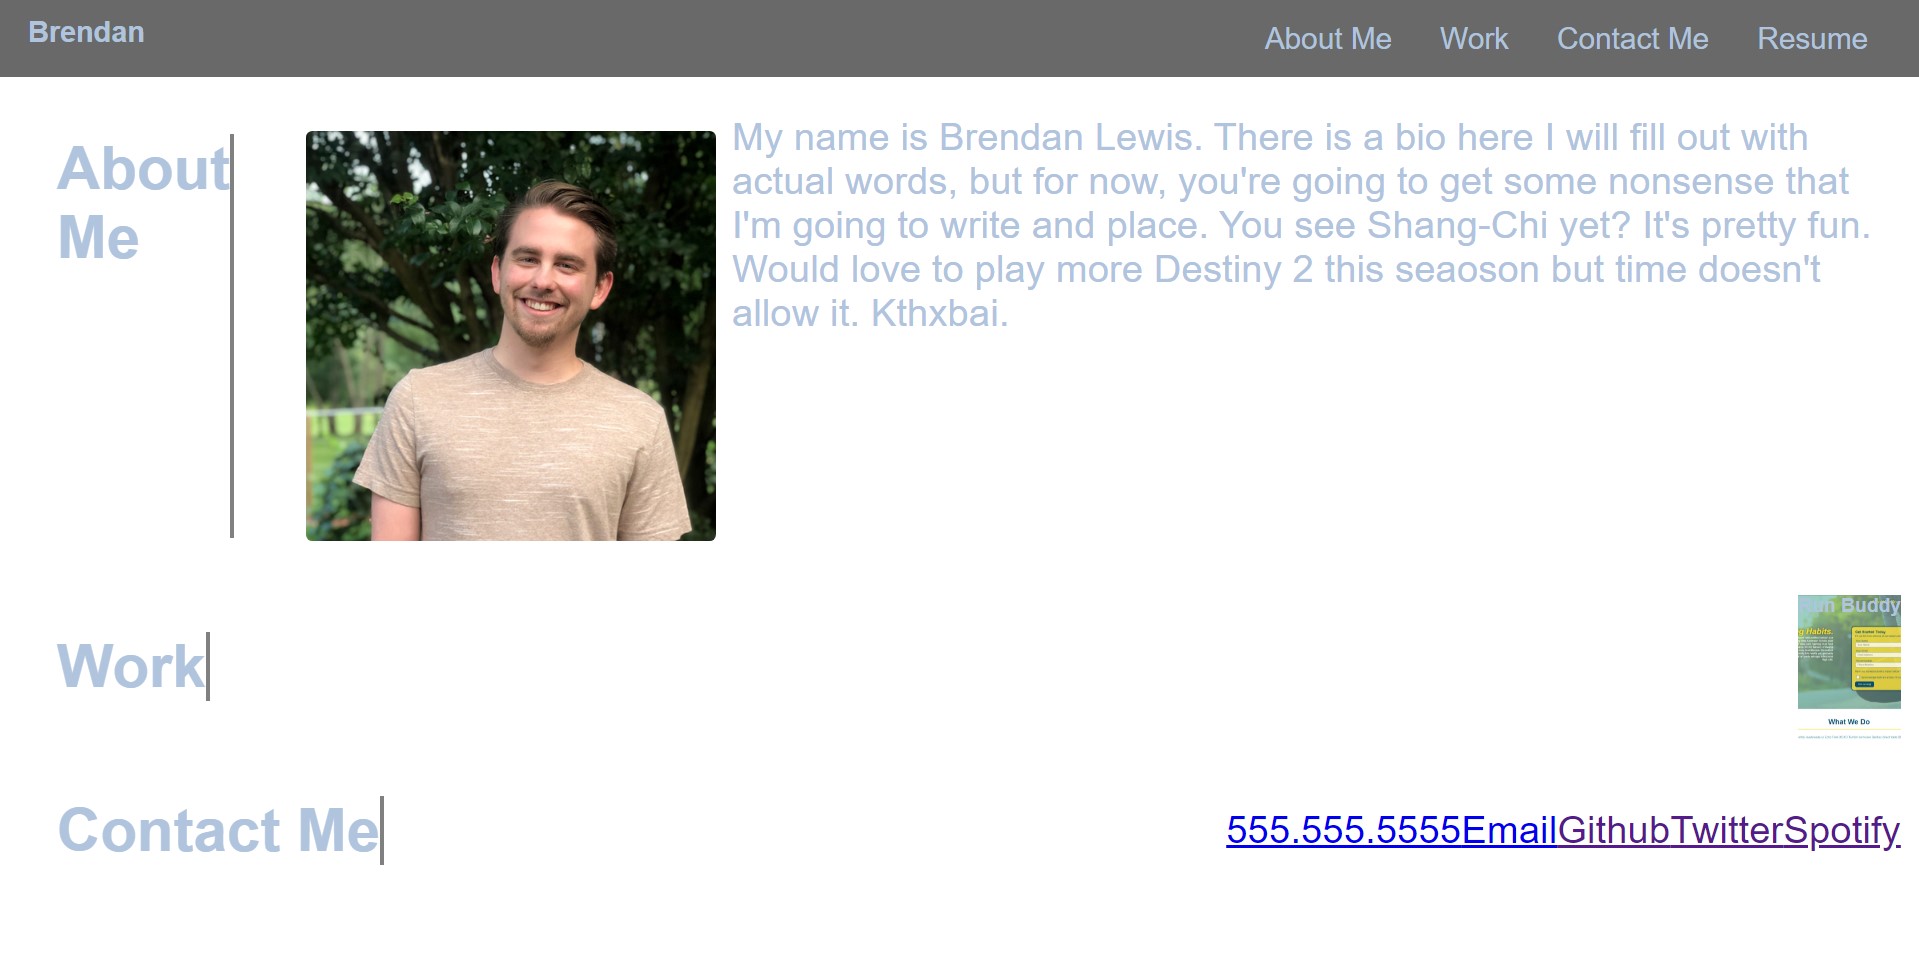 Brendan
About Me
Work
Contact Me
Resume
About
Me
My name is Brendan Lewis. There is a bio here I will fill out with
actual words, but for now, you're going to get some nonsense that
I'm going to write and place. You see Shang-Chi yet? It's pretty fun.
Would love to play more Destiny 2 this seaoson but time doesn't
allow it. Kthxbai.
Work
Run Buddy
Habits.
What We Do
Contact Me
555.555.5555EmailGithubTwitterSpotify